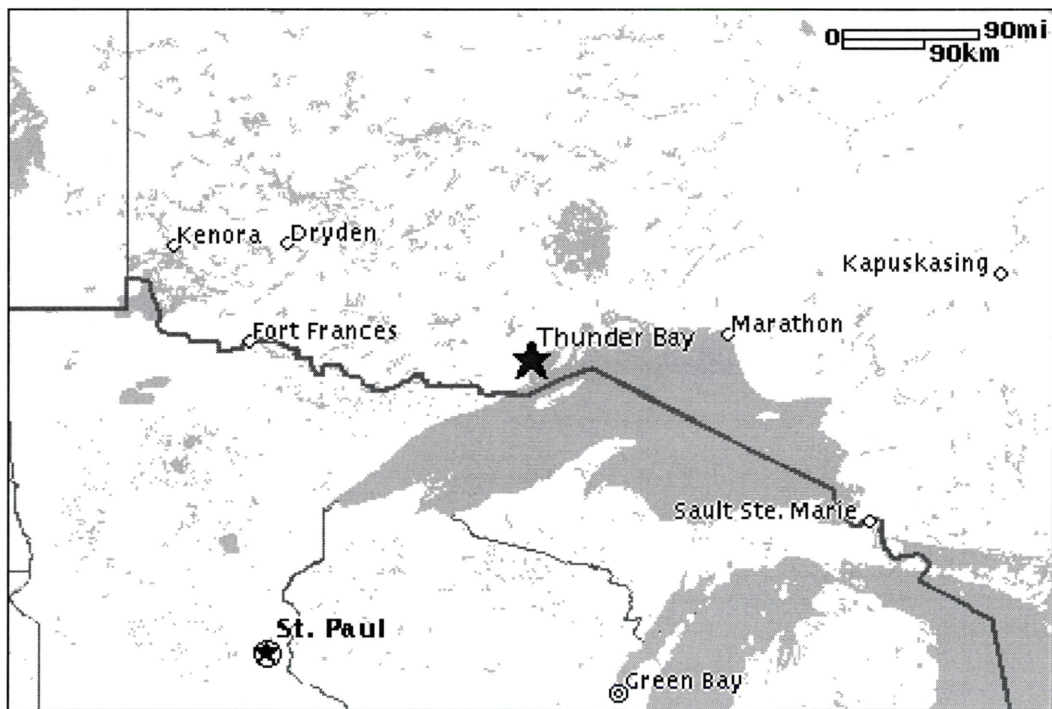 0 90mi
90km
Kenora
Dryden
Kapuskasing
Fort Frances
Thunder Bay
Marathon
Sault Ste. Marie
St. Paul
Green Bay